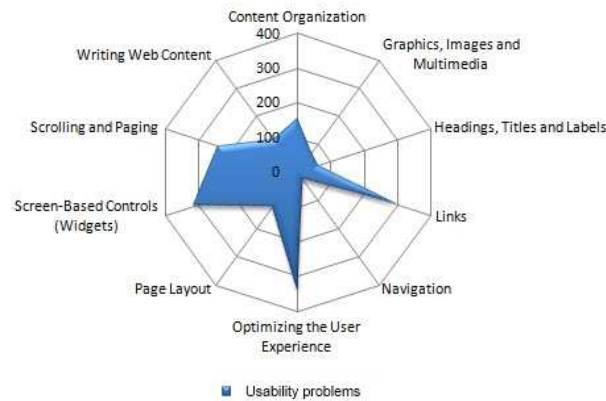 Content Organization
400
300
200
100
0
Graphics, Images and
Multimedia
Headings, Titles and Labels
Links
Navigation
Optimizing the User
Experience
Page Layout
Screen-Based Controls
(Widgets)
Scrolling and Paging
Writing Web Content
Usability problems